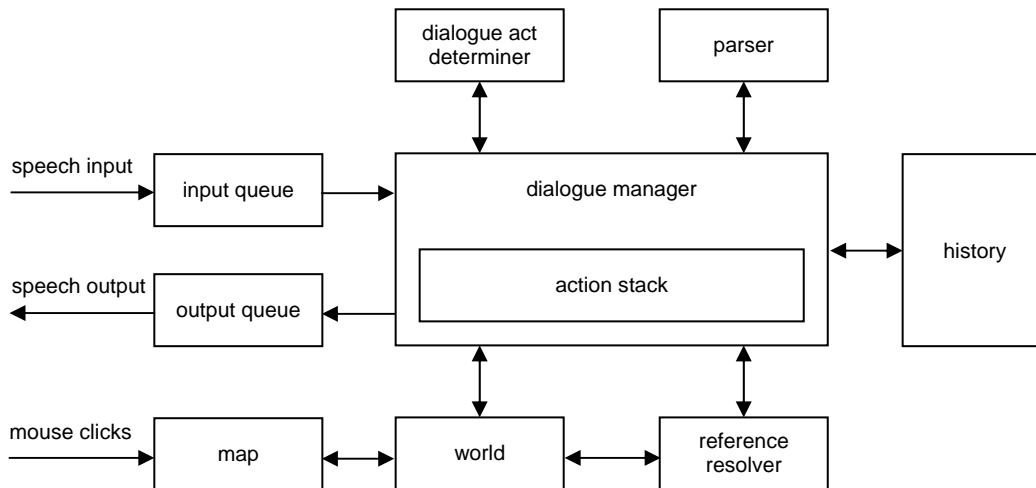 dialogue act
determiner
parser
speech input
input queue
dialogue manager
history
action stack
speech output
output queue
mouse clicks
map
world
reference
resolver